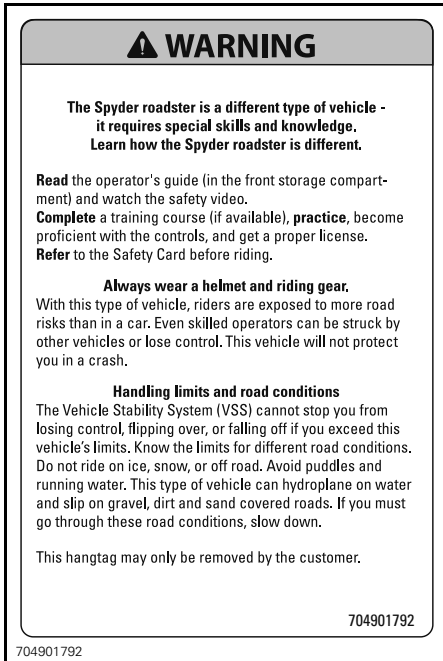 WARNING
The Spyder roadster is a different type of vehicle -
it requires special skills and knowledge.
Learn how the Spyder roadster is different.
Read the operator's guide (in the front storage compart-
ment) and watch the safety video.
Complete a training course (if available), practice, become
proficient with the controls, and get a proper license.
Refer to the Safety Card before riding.
Always wear a helmet and riding gear.
With this type of vehicle, riders are exposed to more road
risks than in a car. Even skilled operators can be struck by
other vehicles or lose control. This vehicle will not protect
you in a crash.
Handling limits and road conditions
The Vehicle Stability System (VSS) cannot stop you from
losing control, flipping over, or falling off if you exceed this
vehicle's limits. Know the limits for different road conditions.
Do not ride on ice, snow, or off road. Avoid puddles and
running water. This type of vehicle can hydroplane on water
and slip on gravel, dirt and sand covered roads. If you must
go through these road conditions, slow down.
This hangtag may only be removed by the customer.
704901792
704901792